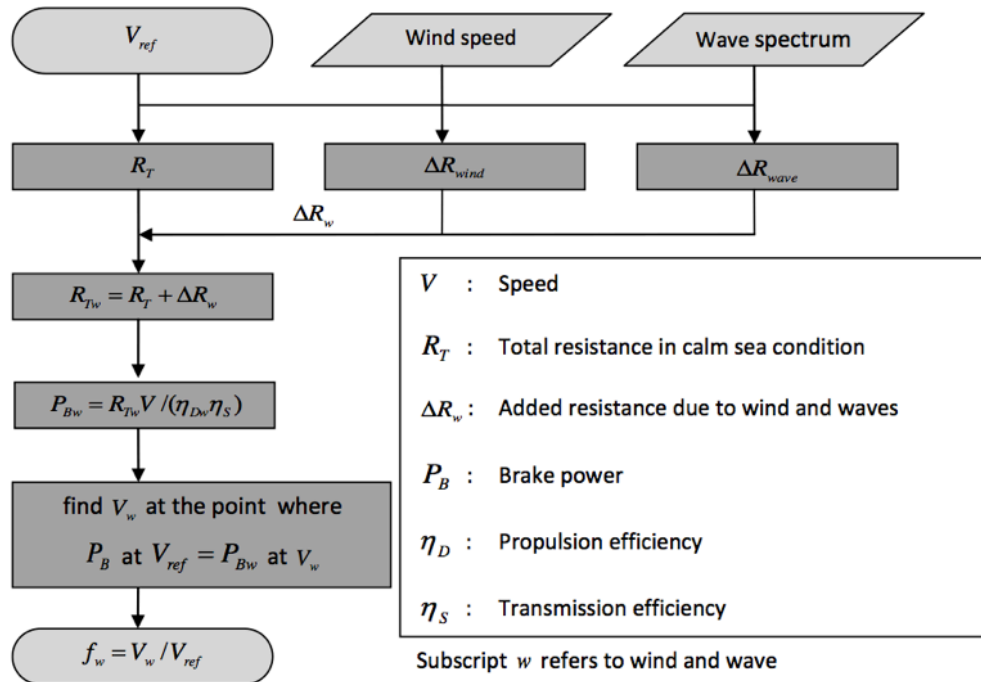 V_ref
Wind speed
Wave spectrum
R_T
ΔR_wind
ΔR_wave
ΔR_w
R_Tw = R_T + ΔR_w
P_Bw = R_Tw V /(η_Dw η_S)
find V_w at the point where
P_B at V_ref = P_Bw at V_w
f_w = V_w / V_ref
V : Speed
R_T : Total resistance in calm sea condition
ΔR_w : Added resistance due to wind and waves
P_B : Brake power
η_D : Propulsion efficiency
η_S : Transmission efficiency
Subscript w refers to wind and wave